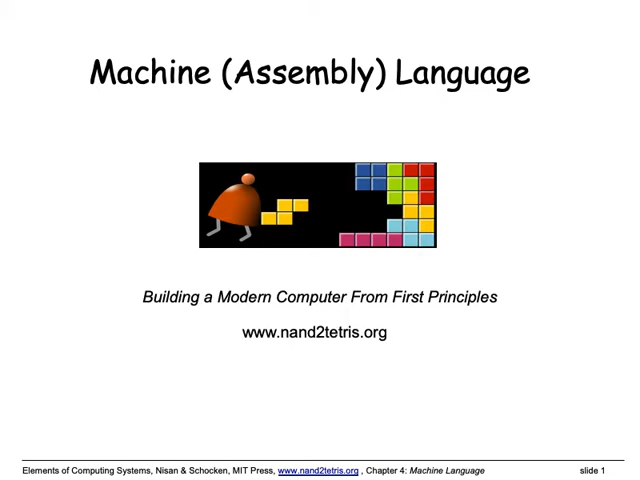 Machine (Assembly) Language
Building a Modern Computer From First Principles
www.nand2tetris.org
Elements of Computing Systems, Nisan & Schocken, MIT Press, www.nand2tetris.org , Chapter 4: Machine Language slide 1